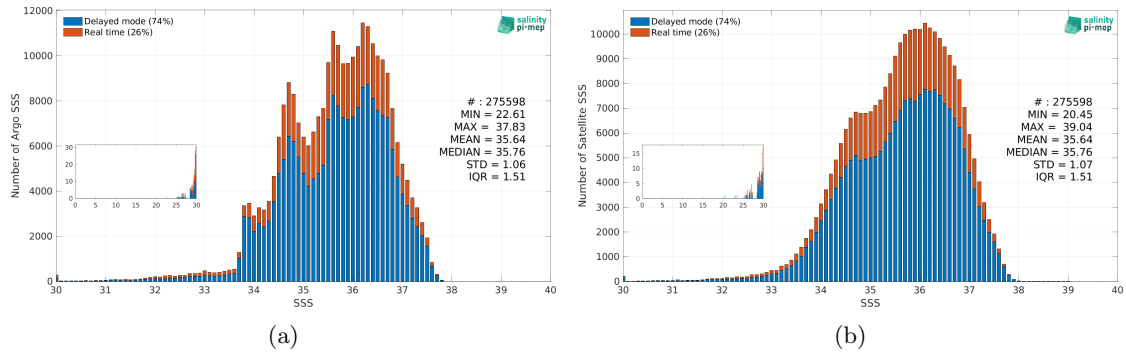 Delayed mode (74%)
Real time (26%)
salinity
pi-mep
Number of Argo SSS
12000
10000
8000
6000
4000
2000
0
# : 275598
MIN = 22.61
MAX = 37.83
MEAN = 35.64
MEDIAN = 35.76
STD = 1.06
IQR = 1.51
30
20
10
0
0 5 10 15 20 25 30
30 31 32 33 34 35 36 37 38 39 40
SSS
(a)
Delayed mode (74%)
Real time (26%)
salinity
pi-mep
Number of Satellite SSS
11000
10000
9000
8000
7000
6000
5000
4000
3000
2000
1000
0
# : 275598
MIN = 20.45
MAX = 39.04
MEAN = 35.64
MEDIAN = 35.76
STD = 1.07
IQR = 1.51
15
10
5
0
0 5 10 15 20 25 30
30 31 32 33 34 35 36 37 38 39 40
SSS
(b)